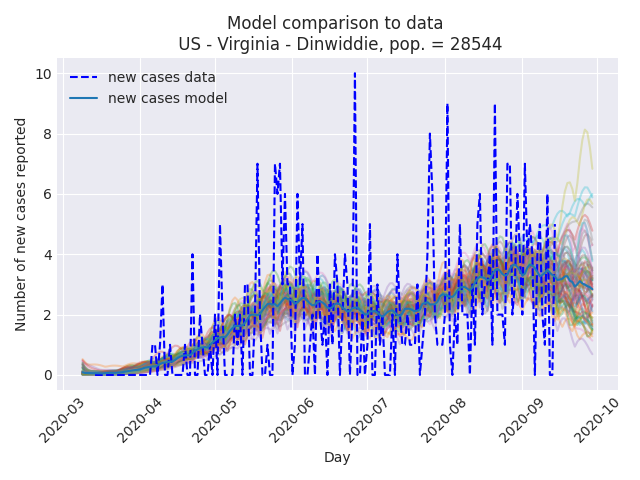 Model comparison to data
US - Virginia - Dinwiddie, pop. = 28544
new cases data
new cases model
Number of new cases reported
10
8
6
4
2
0
2020-03
2020-04
2020-05
2020-06
2020-07
2020-08
2020-09
2020-10
Day